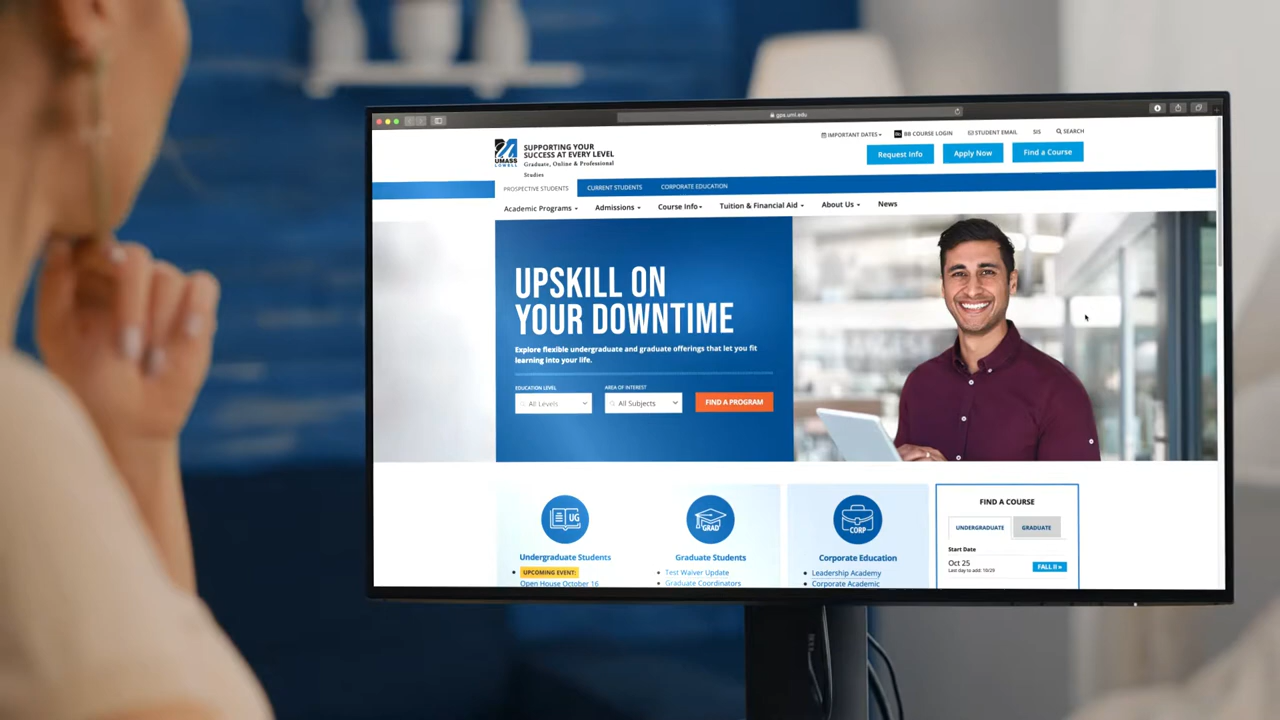 gps.uml.edu
IMPORTANT DATES
BB COURSE LOGIN
STUDENT EMAIL
SIS
SEARCH
UMASS
LOWELL
SUPPORTING YOUR
SUCCESS AT EVERY LEVEL
Graduate, Online & Professional
Studies
Request Info
Apply Now
Find a Course
PROSPECTIVE STUDENTS
CURRENT STUDENTS
CORPORATE EDUCATION
Academic Programs
Admissions
Course Info
Tuition & Financial Aid
About Us
News
UPSKILL ON
YOUR DOWNTIME
Explore flexible undergraduate and graduate offerings that let you fit
learning into your life.
EDUCATION LEVEL
AREA OF INTEREST
All Levels
All Subjects
FIND A PROGRAM
UG
GRAD
CORP
Undergraduate Students
UPCOMING EVENT:
Open House October 16
Graduate Students
Test Waiver Update
Graduate Coordinators
Corporate Education
Leadership Academy
Corporate Academic
FIND A COURSE
UNDERGRADUATE
GRADUATE
Start Date
Oct 25
Last day to add: 10/29
FALL II »